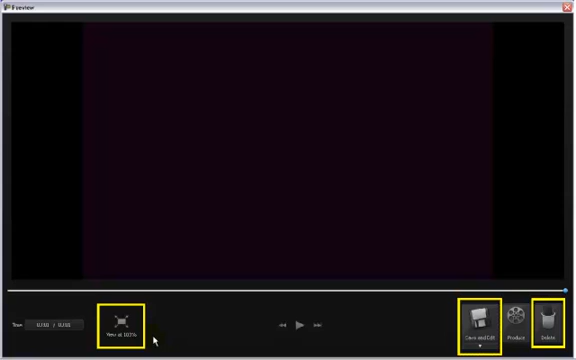 Preview
View at 100%
Save and Edit
Produce
Delete